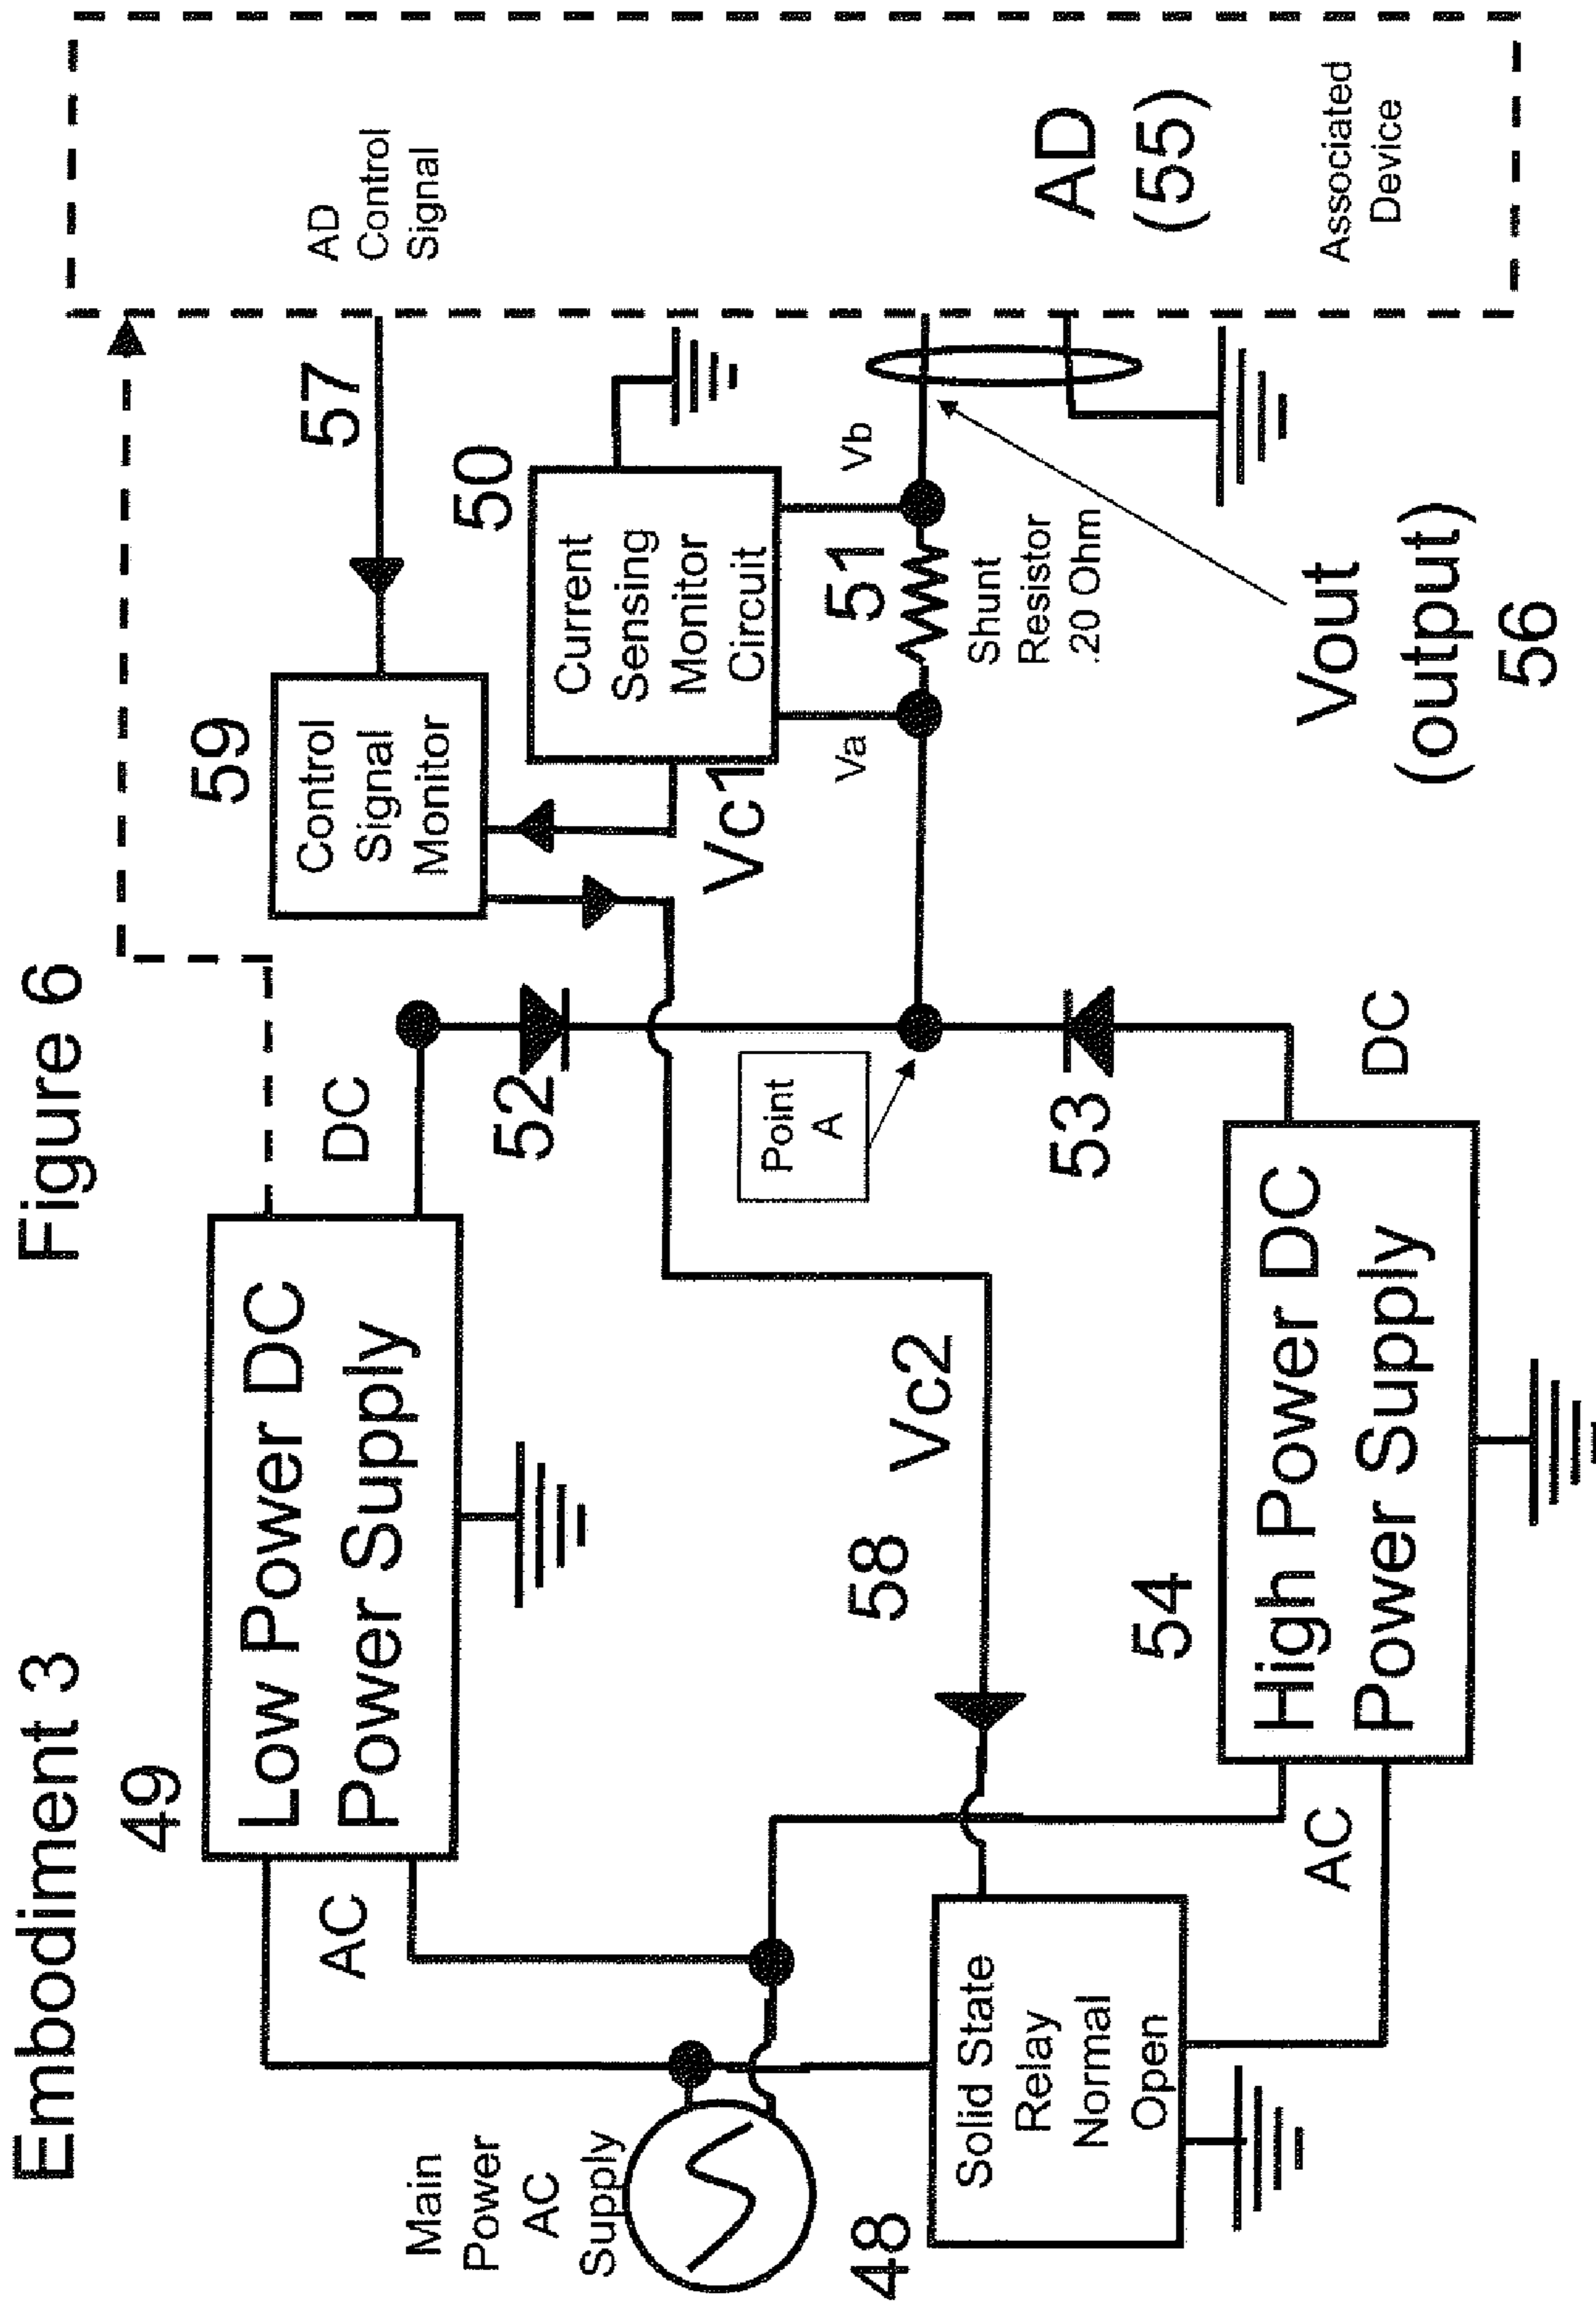 Embodiment 3
Figure 6
49
Low Power DC
Power Supply
AC
DC
59
Control
Signal
Monitor
57
AD
Control
Signal
50
Current
Sensing
Monitor
Circuit
Vc1
52
Main
Power
AC
Supply
Point
A
Va
Vb
51
Shunt
Resistor
.20 Ohm
AD
(55)
Associated
Device
48
Solid State
Relay
Normal
Open
58
Vc2
53
54
High Power DC
Power Supply
AC
DC
Vout
(output)
56